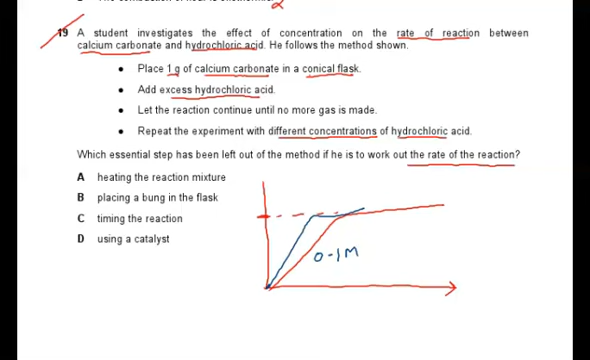 19 A student investigates the effect of concentration on the rate of reaction between
calcium carbonate and hydrochloric acid. He follows the method shown.
• Place 1 g of calcium carbonate in a conical flask.
• Add excess hydrochloric acid.
• Let the reaction continue until no more gas is made.
• Repeat the experiment with different concentrations of hydrochloric acid.
Which essential step has been left out of the method if he is to work out the rate of the reaction?
A heating the reaction mixture
B placing a bung in the flask
C timing the reaction
D using a catalyst
0-1M